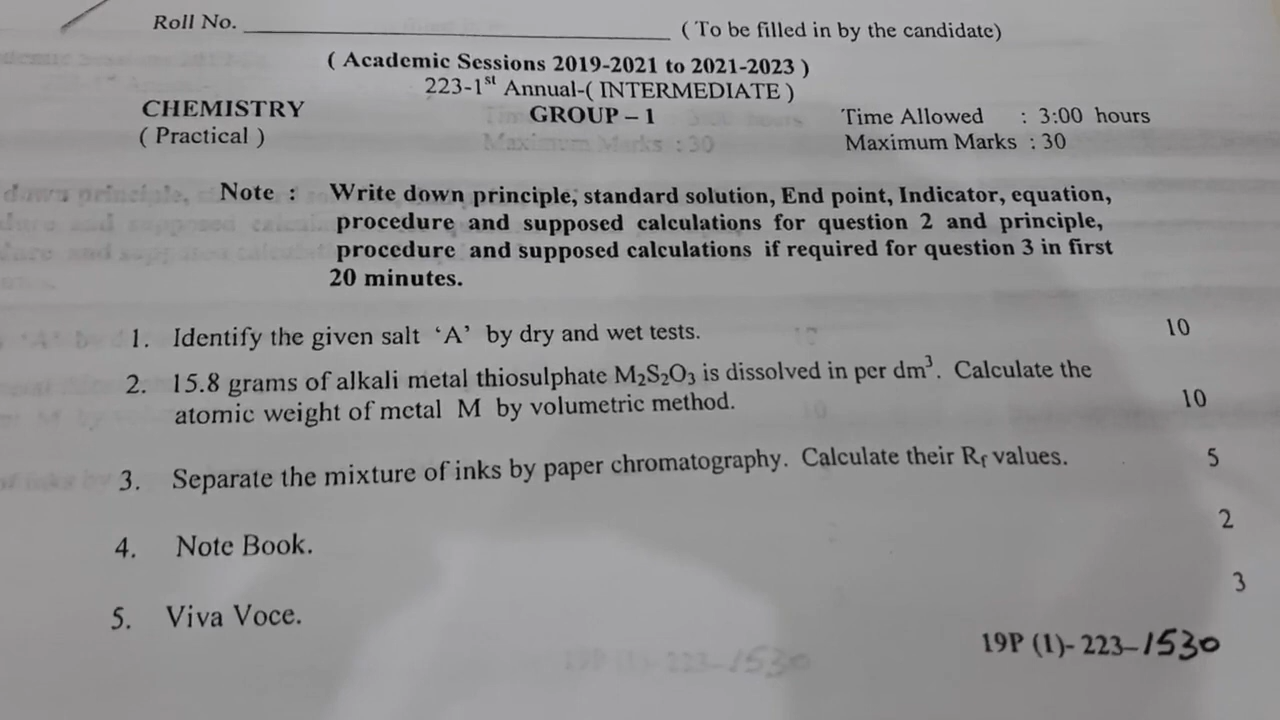 Roll No. ________________ ( To be filled in by the candidate)
( Academic Sessions 2019-2021 to 2021-2023 )
223-1st Annual-( INTERMEDIATE )
CHEMISTRY GROUP – 1 Time Allowed : 3:00 hours
( Practical ) Maximum Marks : 30
Note : Write down principle, standard solution, End point, Indicator, equation,
procedure and supposed calculations for question 2 and principle,
procedure and supposed calculations if required for question 3 in first
20 minutes.
1. Identify the given salt ‘A’ by dry and wet tests. 10
2. 15.8 grams of alkali metal thiosulphate M₂S₂O₃ is dissolved in per dm³. Calculate the
atomic weight of metal M by volumetric method. 10
3. Separate the mixture of inks by paper chromatography. Calculate their Rf values. 5
4. Note Book. 2
5. Viva Voce. 3
19P (1)- 223–1530